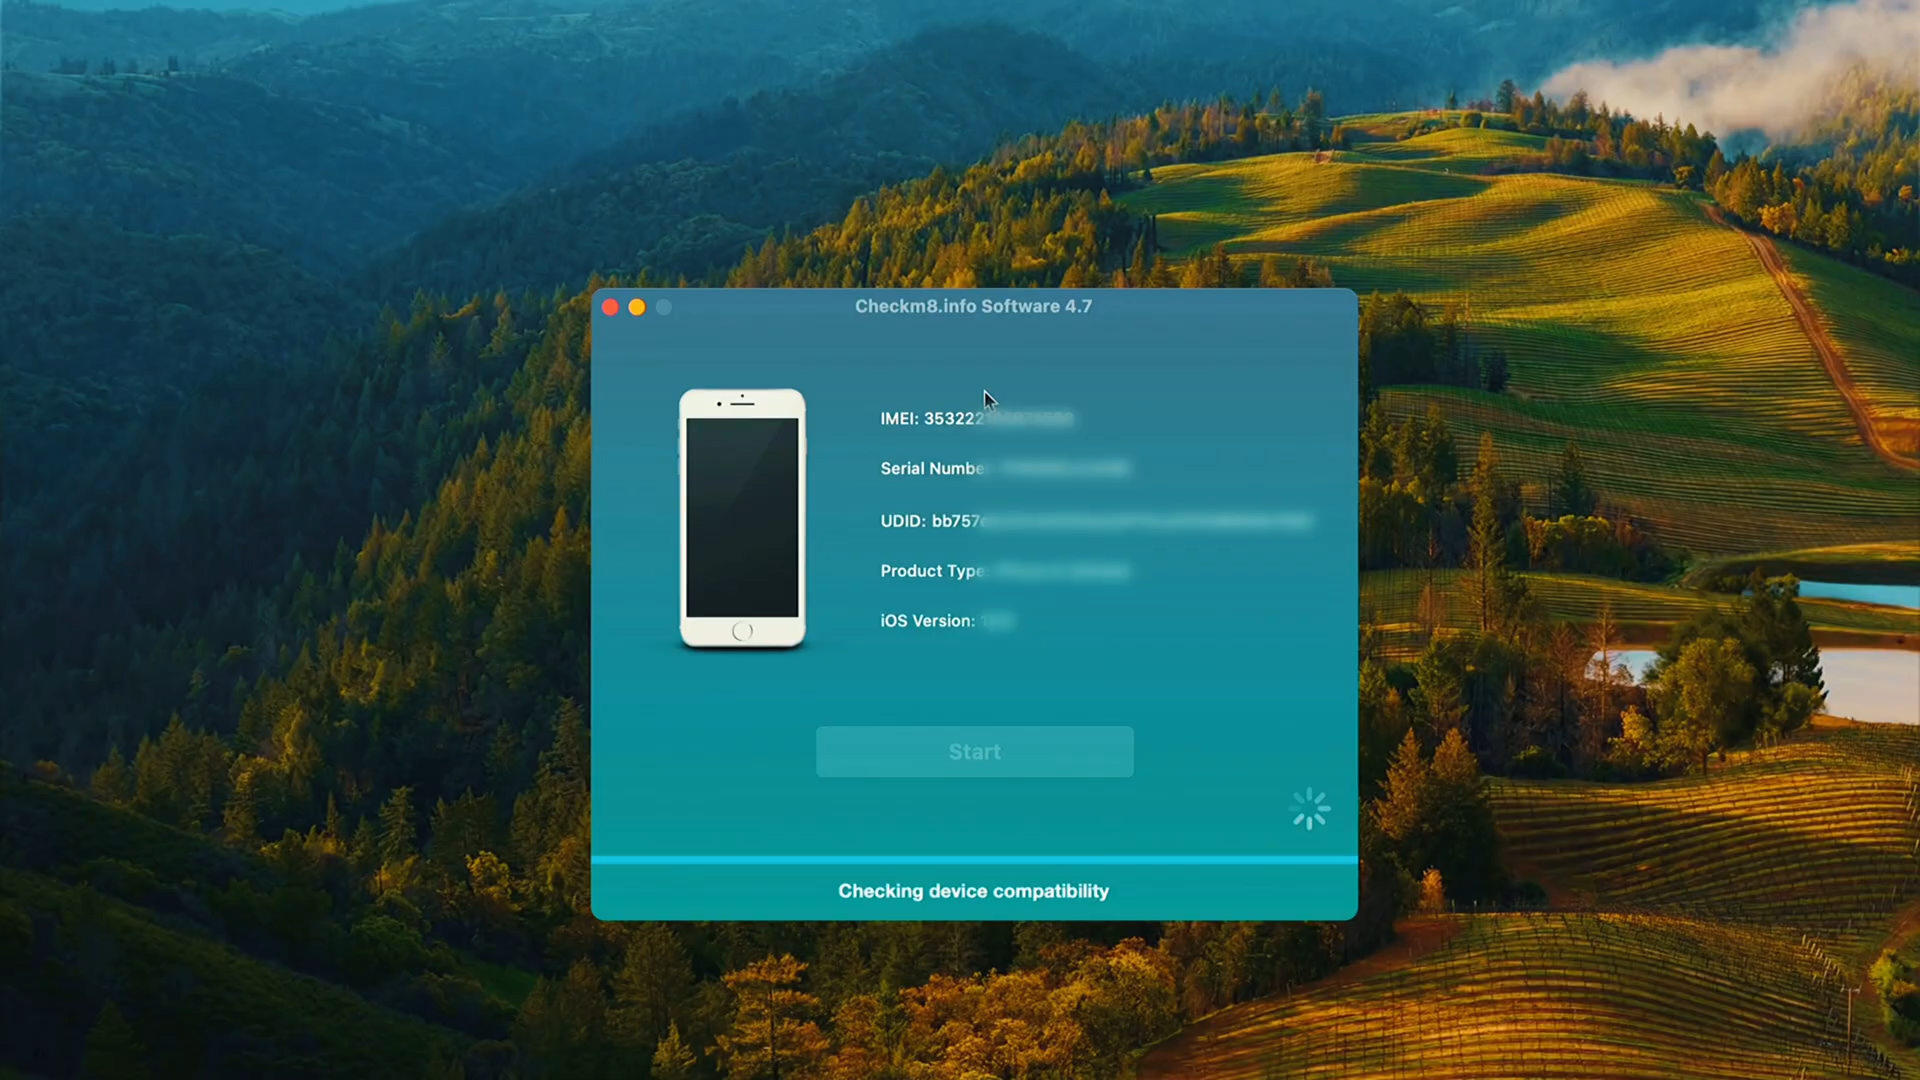 Checkm8.info Software 4.7
IMEI: 353222
Serial Numbe
UDID: bb757
Product Type
iOS Version:
Start
Checking device compatibility